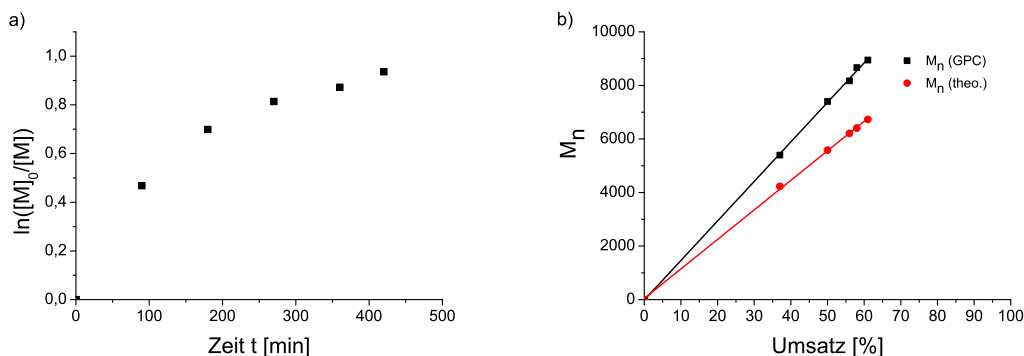 a)
1,0
0,8
0,6
0,4
0,2
0,0
ln([M]0/[M])
0 100 200 300 400 500
Zeit t [min]
b)
10000
8000
6000
4000
2000
0
Mn
Mn (GPC)
Mn (theo.)
0 10 20 30 40 50 60 70 80 90 100
Umsatz [%]